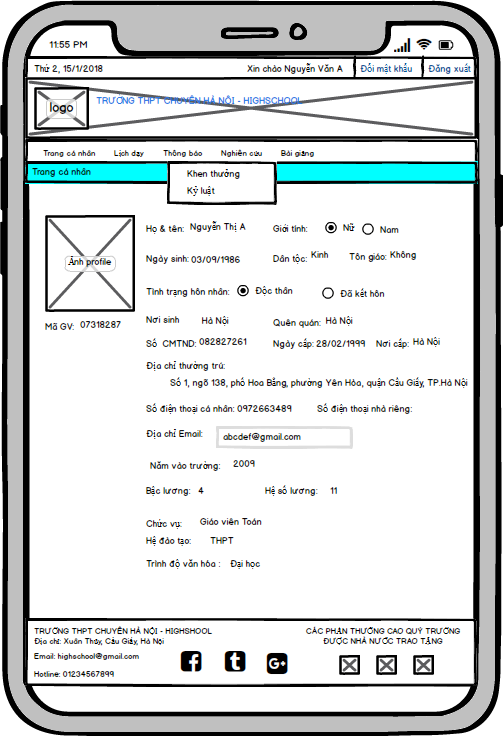 11:55 PM
Thứ 2, 15/1/2018 Xin chào Nguyễn Văn A Đổi mật khẩu Đăng xuất
logo TRƯỜNG THPT CHUYÊN HÀ NỘI - HIGHSCHOOL
Trang cá nhân Lịch dạy Thông báo Nghiên cứu Bài giảng
Trang cá nhân
Khen thưởng
Kỷ luật
Ảnh profile
Mã GV: 07318287
Họ & tên: Nguyễn Thị A Giới tính: Nữ Nam
Ngày sinh: 03/09/1986 Dân tộc: Kinh Tôn giáo: Không
Tình trạng hôn nhân: Độc thân Đã kết hôn
Nơi sinh Hà Nội Quên quán: Hà Nội
Số CMTND: 082827261 Ngày cấp: 28/02/1999 Nơi cấp: Hà Nội
Địa chỉ thường trú:
Số 1, ngõ 138, phố Hoa Bằng, phường Yên Hòa, quận Cầu Giấy, TP.Hà Nội
Số điện thoại cá nhân: 0972663489 Số điện thoại nhà riêng:
Địa chỉ Email: abcdef@gmail.com
Năm vào trường: 2009
Bậc lương: 4 Hệ số lương: 11
Chức vụ: Giáo viên Toán
Hệ đào tạo: THPT
Trình độ văn hóa : Đại học
TRƯỜNG THPT CHUYÊN HÀ NỘI - HIGHSHOOL
Địa chỉ: Xuân Thủy, Cầu Giấy, Hà Nội
Email: highschool@gmail.com
Hotline: 01234567899
f t G+
CÁC PHẦN THƯỞNG CAO QUÝ TRƯỜNG
ĐƯỢC NHÀ NƯỚC TRAO TẶNG